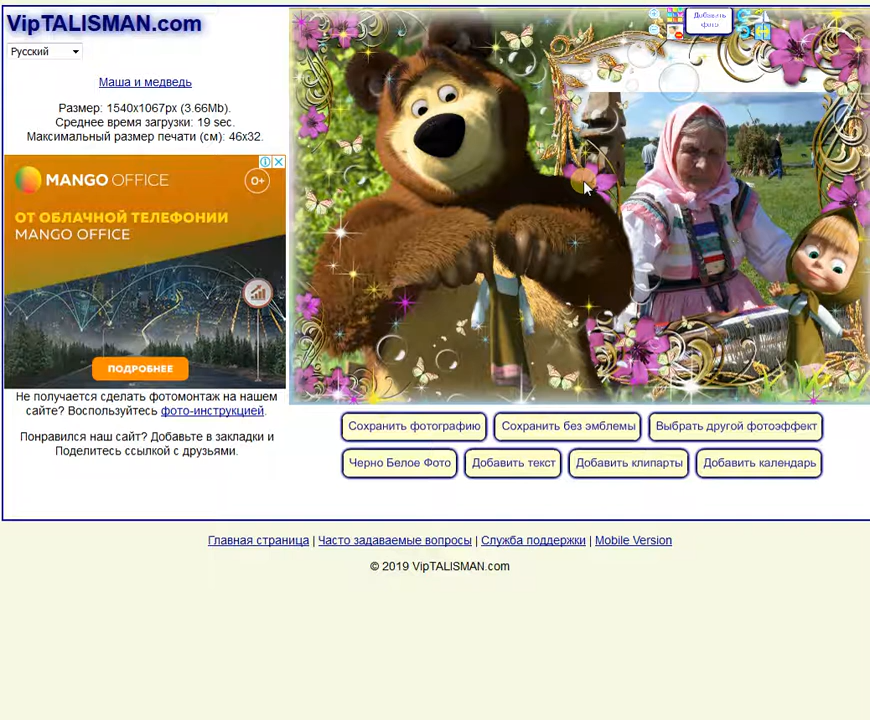 VipTALISMAN.com
Русский
Маша и медведь
Размер: 1540x1067px (3.66Mb).
Среднее время загрузки: 19 sec.
Максимальный размер печати (см): 46x32.
MANGO OFFICE
0+
ОТ ОБЛАЧНОЙ ТЕЛЕФОНИИ
MANGO OFFICE
ПОДРОБНЕЕ
Не получается сделать фотомонтаж на нашем
сайте? Воспользуйтесь фото-инструкцией.
Понравился наш сайт? Добавьте в закладки и
Поделитесь ссылкой с друзьями.
Добавить
фото
Сохранить фотографию
Сохранить без эмблемы
Выбрать другой фотоэффект
Черно Белое Фото
Добавить текст
Добавить клипарты
Добавить календарь
Главная страница | Часто задаваемые вопросы | Служба поддержки | Mobile Version
© 2019 VipTALISMAN.com